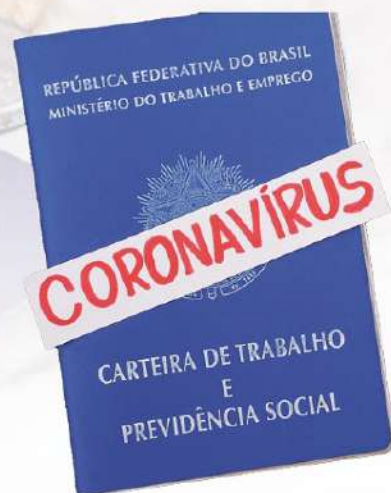 REPÚBLICA FEDERATIVA DO BRASIL
MINISTÉRIO DO TRABALHO E EMPREGO
CORONAVÍRUS
CARTEIRA DE TRABALHO
E
PREVIDÊNCIA SOCIAL